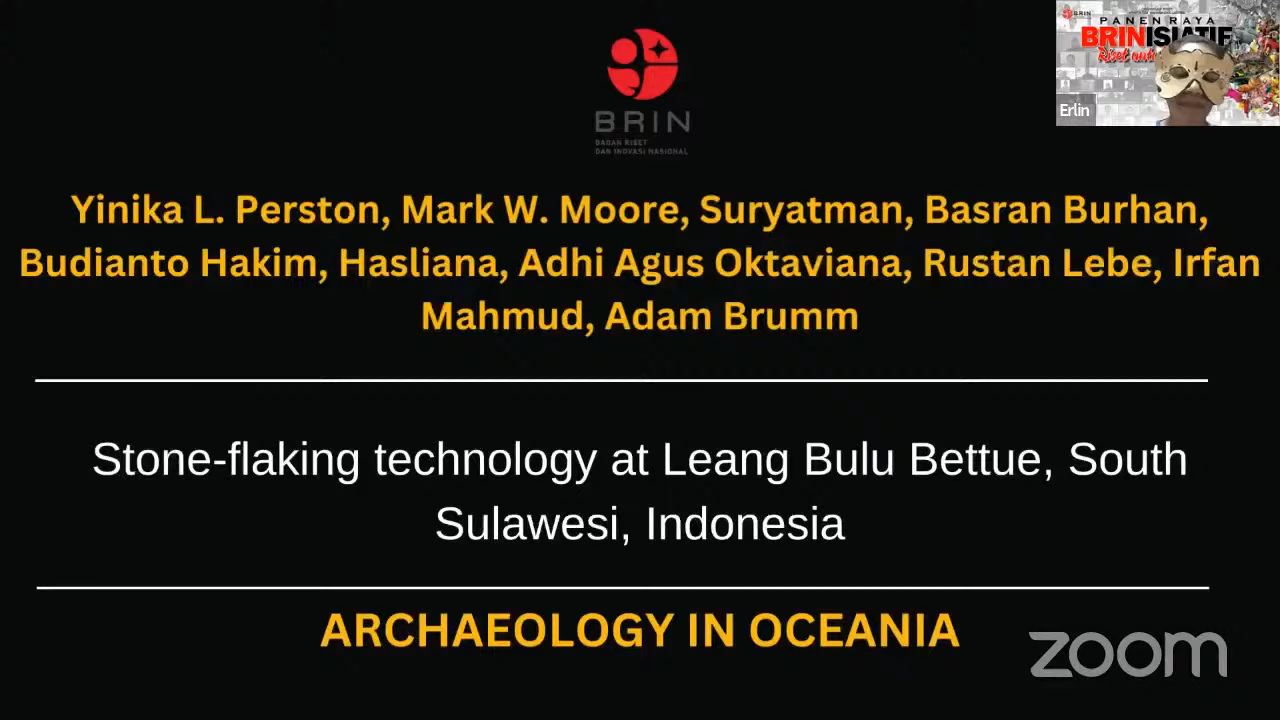 BRIN
BADAN RISET
DAN INOVASI NASIONAL
BRIN
PANEN RAYA
BRINISIATIF
Riset
Erlin
Yinika L. Perston, Mark W. Moore, Suryatman, Basran Burhan,
Budianto Hakim, Hasliana, Adhi Agus Oktaviana, Rustan Lebe, Irfan
Mahmud, Adam Brumm
Stone-flaking technology at Leang Bulu Bettue, South
Sulawesi, Indonesia
ARCHAEOLOGY IN OCEANIA
zoom